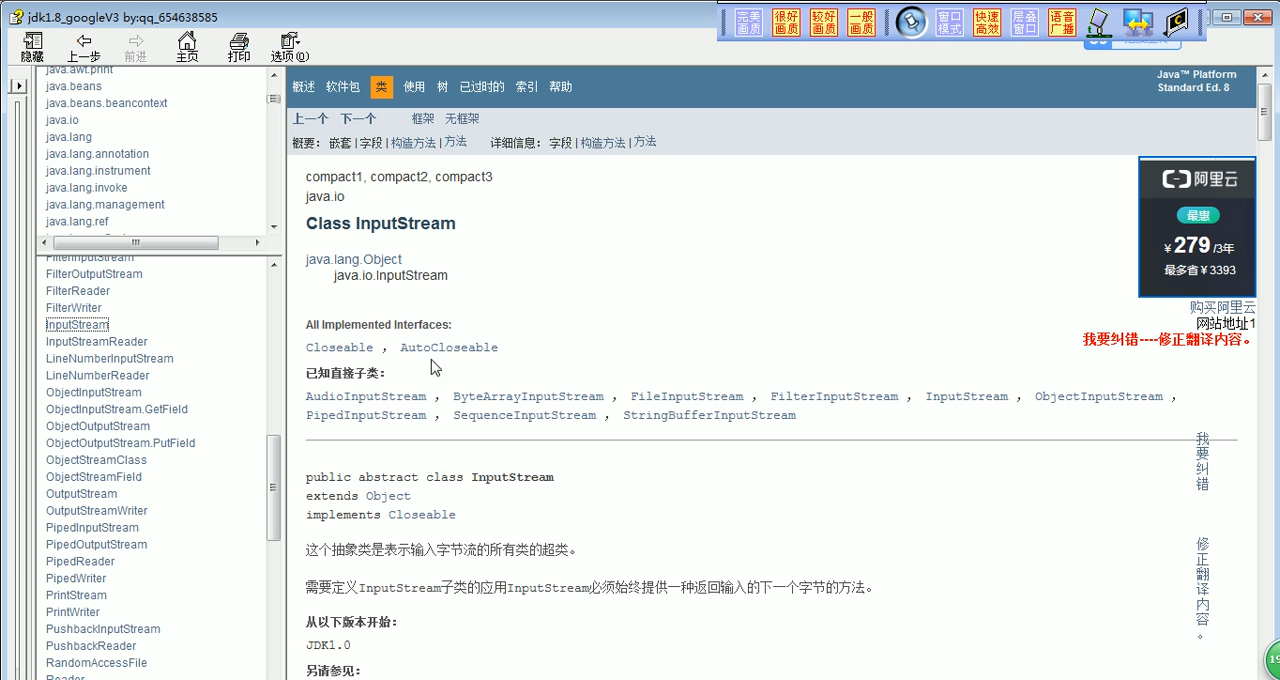 jdk1.8_googleV3 by:qq_654638585
完美画质 很好画质 较好画质 一般画质 窗口模式 快速高效 层叠窗口 语音广播
隐藏 上一步 前进 主页 打印 选项(O)
java.awt.print
java.beans
java.beans.beancontext
java.io
java.lang
java.lang.annotation
java.lang.instrument
java.lang.invoke
java.lang.management
java.lang.ref
FilterInputStream
FilterOutputStream
FilterReader
FilterWriter
InputStream
InputStreamReader
LineNumberInputStream
LineNumberReader
ObjectInputStream
ObjectInputStream.GetField
ObjectOutputStream
ObjectOutputStream.PutField
ObjectStreamClass
ObjectStreamField
OutputStream
OutputStreamWriter
PipedInputStream
PipedOutputStream
PipedReader
PipedWriter
PrintStream
PrintWriter
PushbackInputStream
PushbackReader
RandomAccessFile
Reader
概述 软件包 类 使用 树 已过时的 索引 帮助
Java™ Platform
Standard Ed. 8
上一个 下一个 框架 无框架
概要： 嵌套 | 字段 | 构造方法 | 方法 详细信息： 字段 | 构造方法 | 方法
compact1, compact2, compact3
java.io
Class InputStream
java.lang.Object
java.io.InputStream
All Implemented Interfaces:
Closeable ， AutoCloseable
已知直接子类：
AudioInputStream ， ByteArrayInputStream ， FileInputStream ， FilterInputStream ， InputStream ， ObjectInputStream ，
PipedInputStream ， SequenceInputStream ， StringBufferInputStream
public abstract class InputStream
extends Object
implements Closeable
这个抽象类是表示输入字节流的所有类的超类。
需要定义InputStream子类的应用InputStream必须始终提供一种返回输入的下一个字节的方法。
从以下版本开始：
JDK1.0
另请参见：
阿里云
最惠
¥279/3年
最多省¥3393
购买阿里云
网站地址1
我要纠错----修正翻译内容。
我要纠错
修正翻译内容。